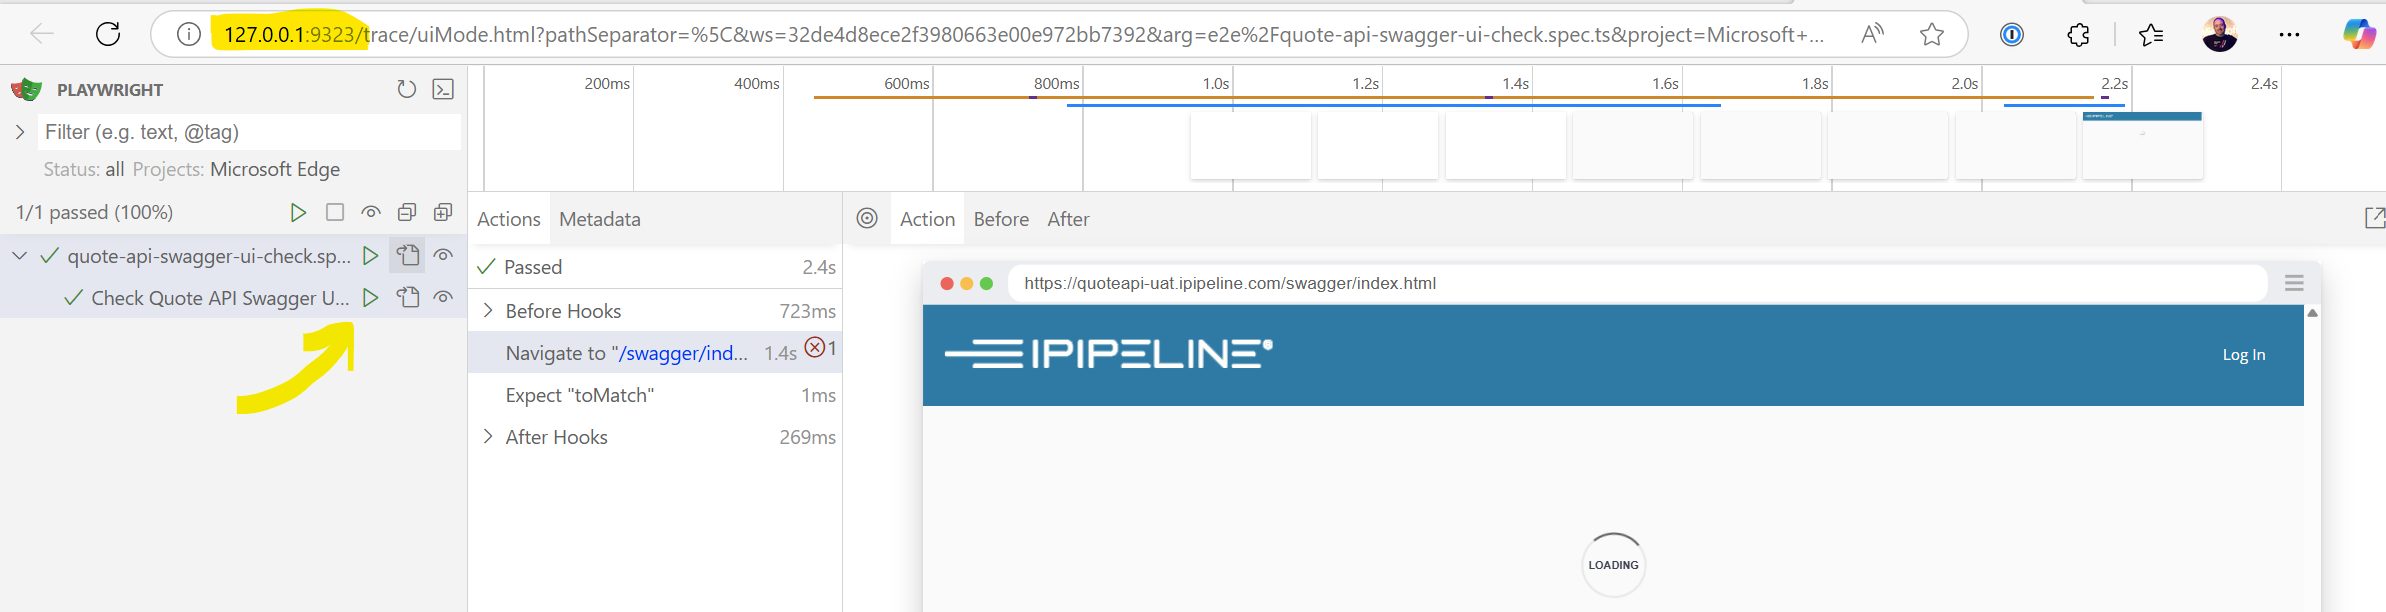 127.0.0.1:9323/trace/uiMode.html?pathSeparator=%5C&ws=32de4d8ece2f3980663e00e972bb7392&arg=e2e%2Fquote-api-swagger-ui-check.spec.ts&project=Microsoft+...
PLAYWRIGHT
Filter (e.g. text, @tag)
Status: all Projects: Microsoft Edge
1/1 passed (100%)
quote-api-swagger-ui-check.sp...
Check Quote API Swagger U...
200ms 400ms 600ms 800ms 1.0s 1.2s 1.4s 1.6s 1.8s 2.0s 2.2s 2.4s
Actions Metadata
Passed 2.4s
Before Hooks 723ms
Navigate to "/swagger/ind... 1.4s 1
Expect "toMatch" 1ms
After Hooks 269ms
Action Before After
https://quoteapi-uat.ipipeline.com/swagger/index.html
IPIPELINE® Log In
LOADING